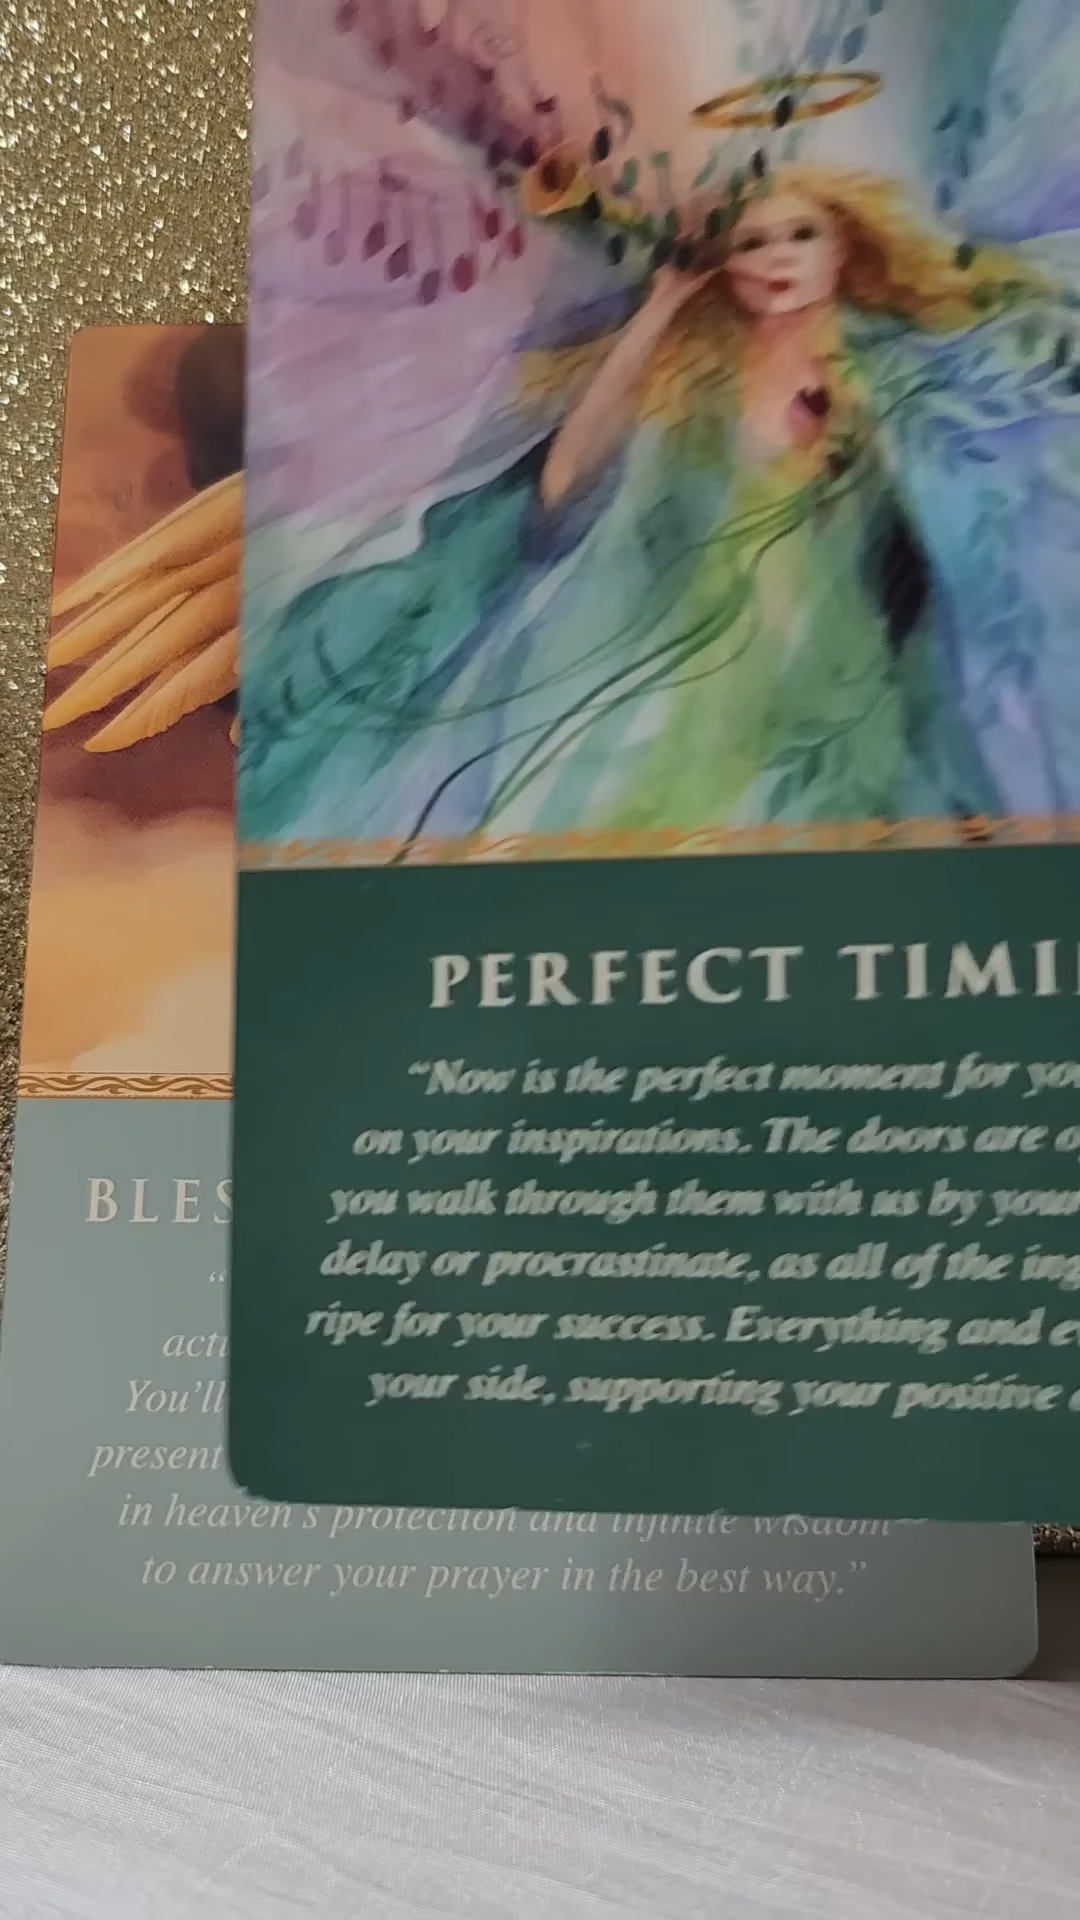 PERFECT TIMI
“Now is the perfect moment for yo
on your inspirations. The doors are o
you walk through them with us by your
delay or procrastinate, as all of the ing
ripe for your success. Everything and e
your side, supporting your positive
BLES
“
actu
You’ll
present
in heaven’s protection and infinite wisdom
to answer your prayer in the best way.”